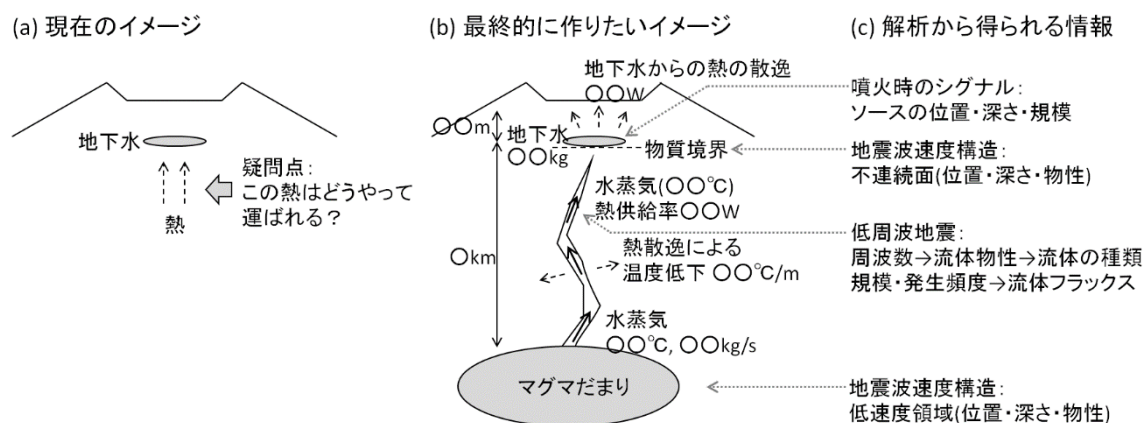 (a) 現在のイメージ
地下水
疑問点：
この熱はどうやって
運ばれる？
熱
(b) 最終的に作りたいイメージ
地下水からの熱の散逸
○○W
○○m
地下水
○○kg
物質境界
水蒸気(○○℃)
熱供給率○○W
○km
熱散逸による
温度低下 ○○℃/m
水蒸気
○○℃, ○○kg/s
マグマだまり
(c) 解析から得られる情報
噴火時のシグナル：
ソースの位置・深さ・規模
地震波速度構造：
不連続面(位置・深さ・物性)
低周波地震：
周波数→流体物性→流体の種類
規模・発生頻度→流体フラックス
地震波速度構造：
低速度領域(位置・深さ・物性)